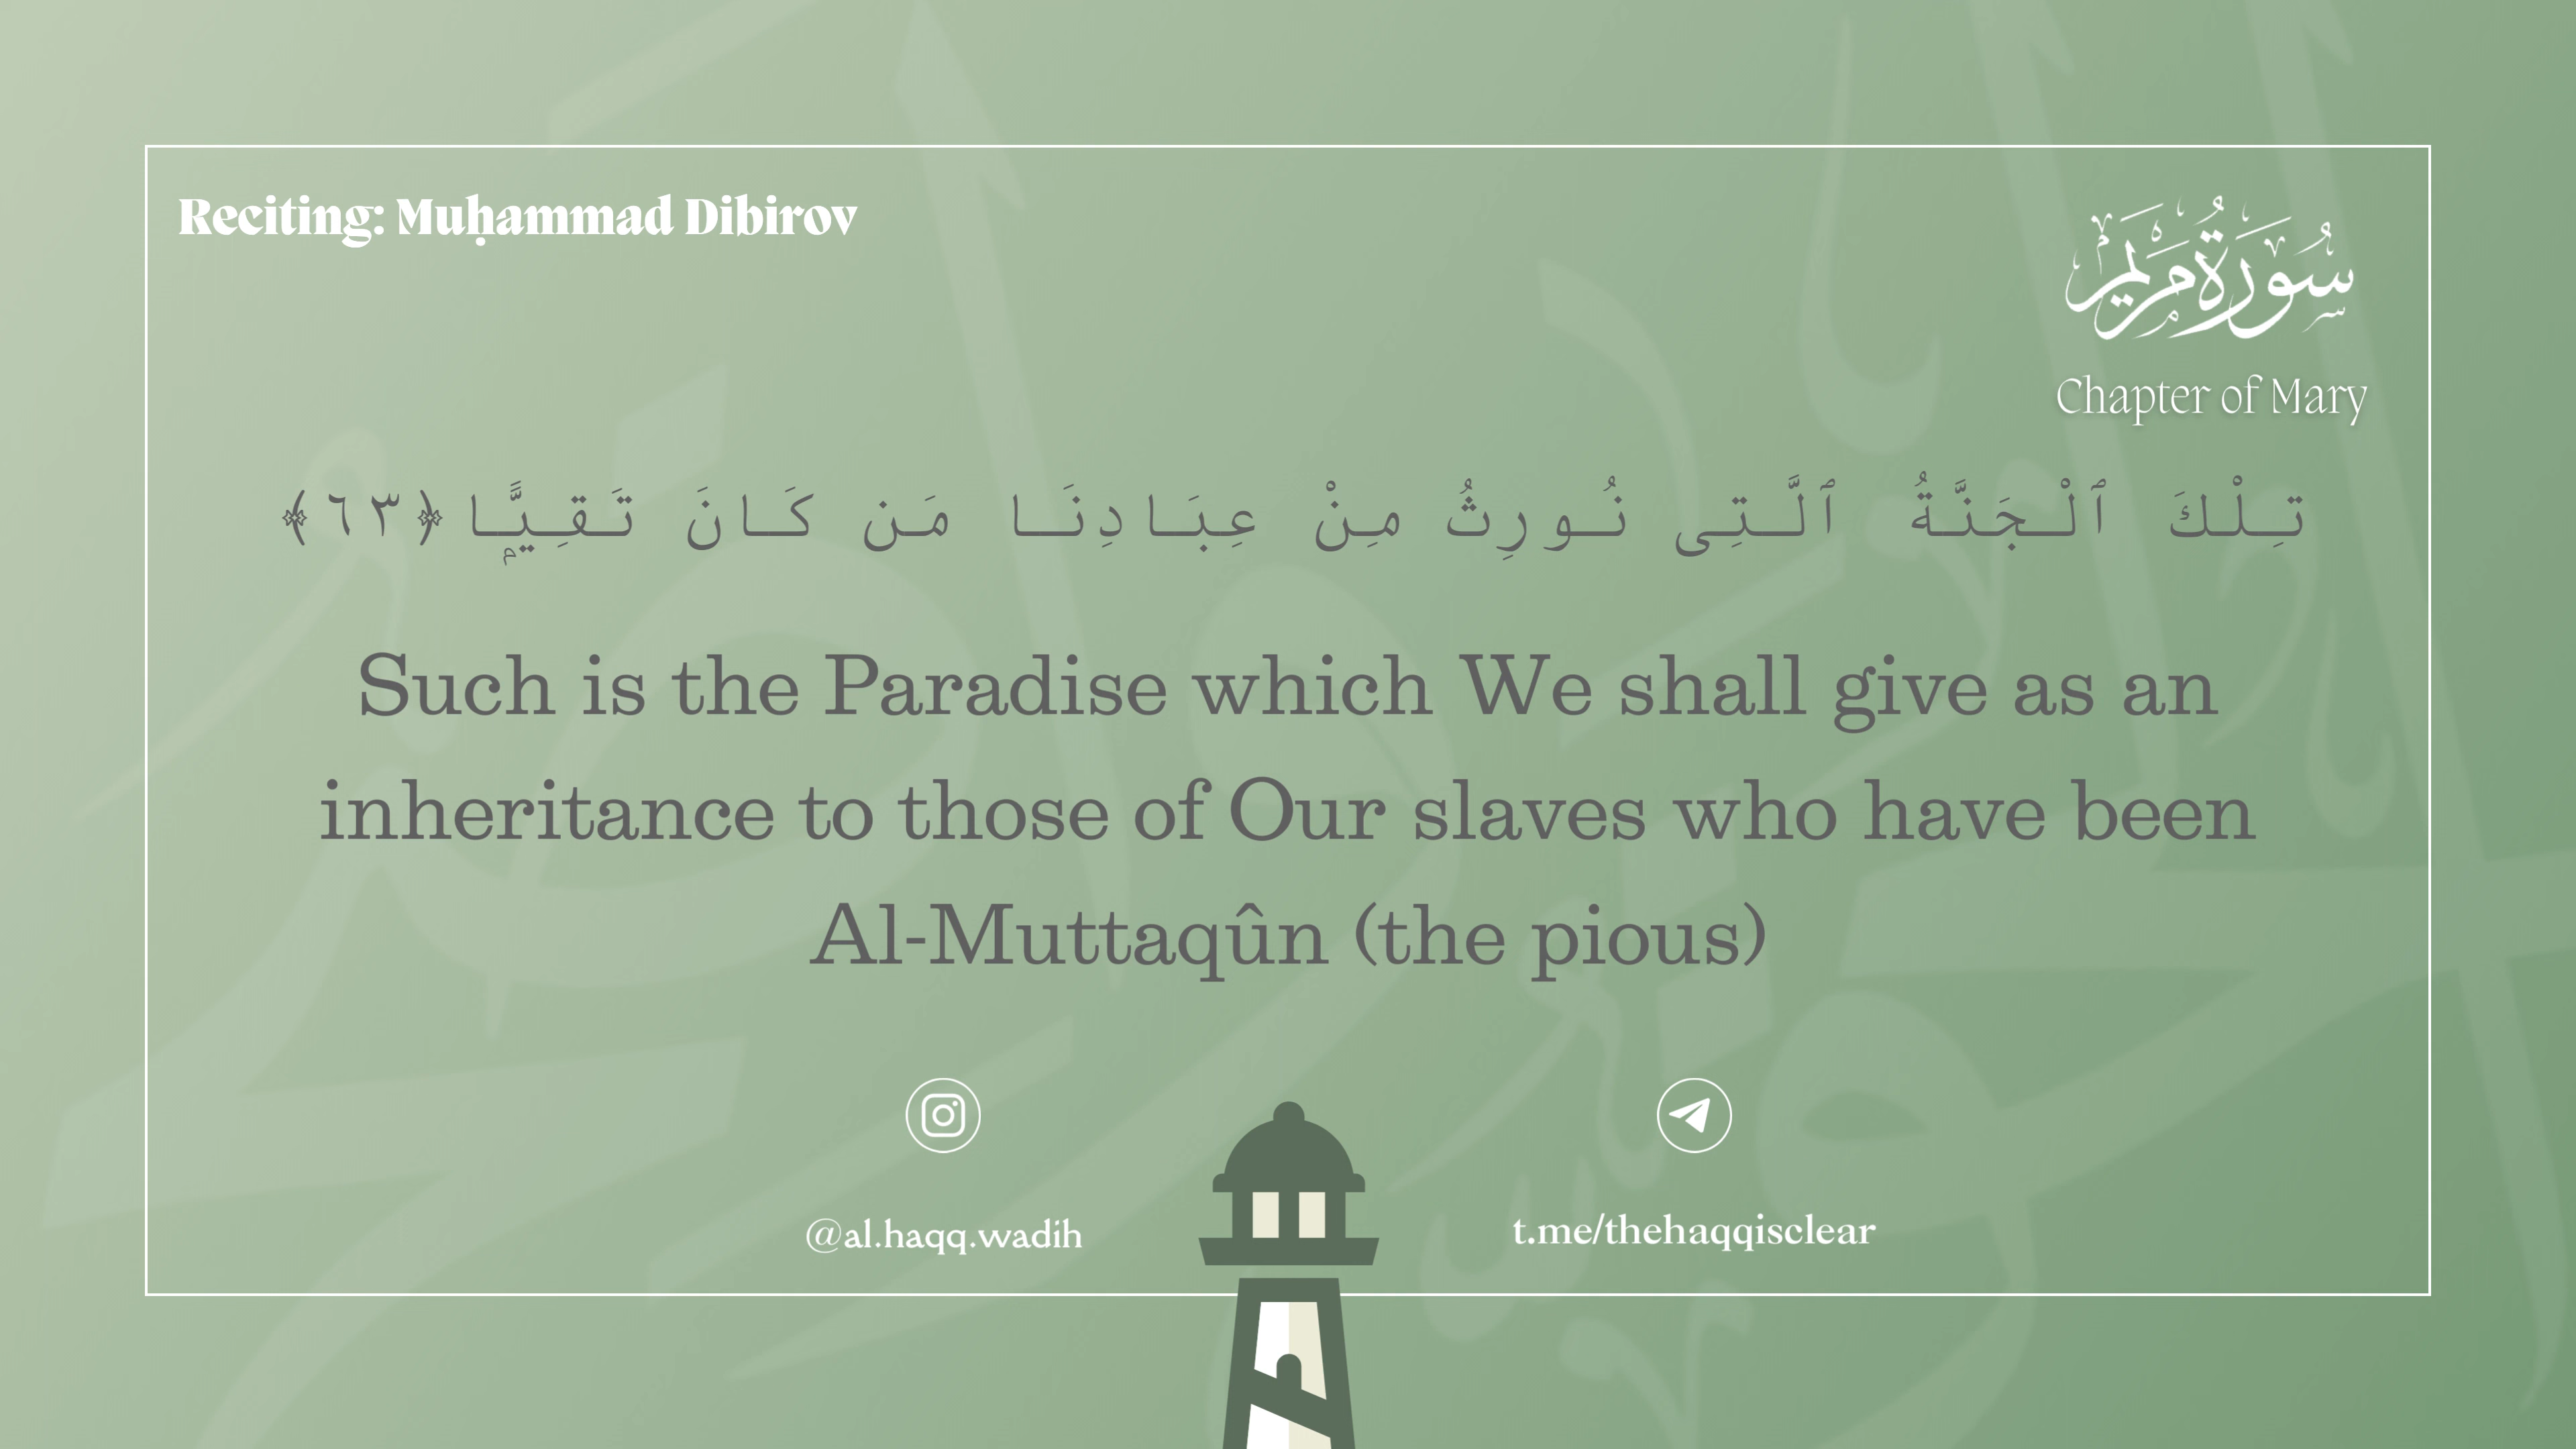 Reciting: Muḥammad Dibirov
سُورَةُ مَرْيَم
Chapter of Mary
تِلْكَ ٱلْجَنَّةُ ٱلَّتِى نُورِثُ مِنْ عِبَادِنَا مَن كَانَ تَقِيًّۭا ﴿٦٣﴾
Such is the Paradise which We shall give as an
inheritance to those of Our slaves who have been
Al-Muttaqûn (the pious)
@al.haqq.wadih
t.me/thehaqqisclear